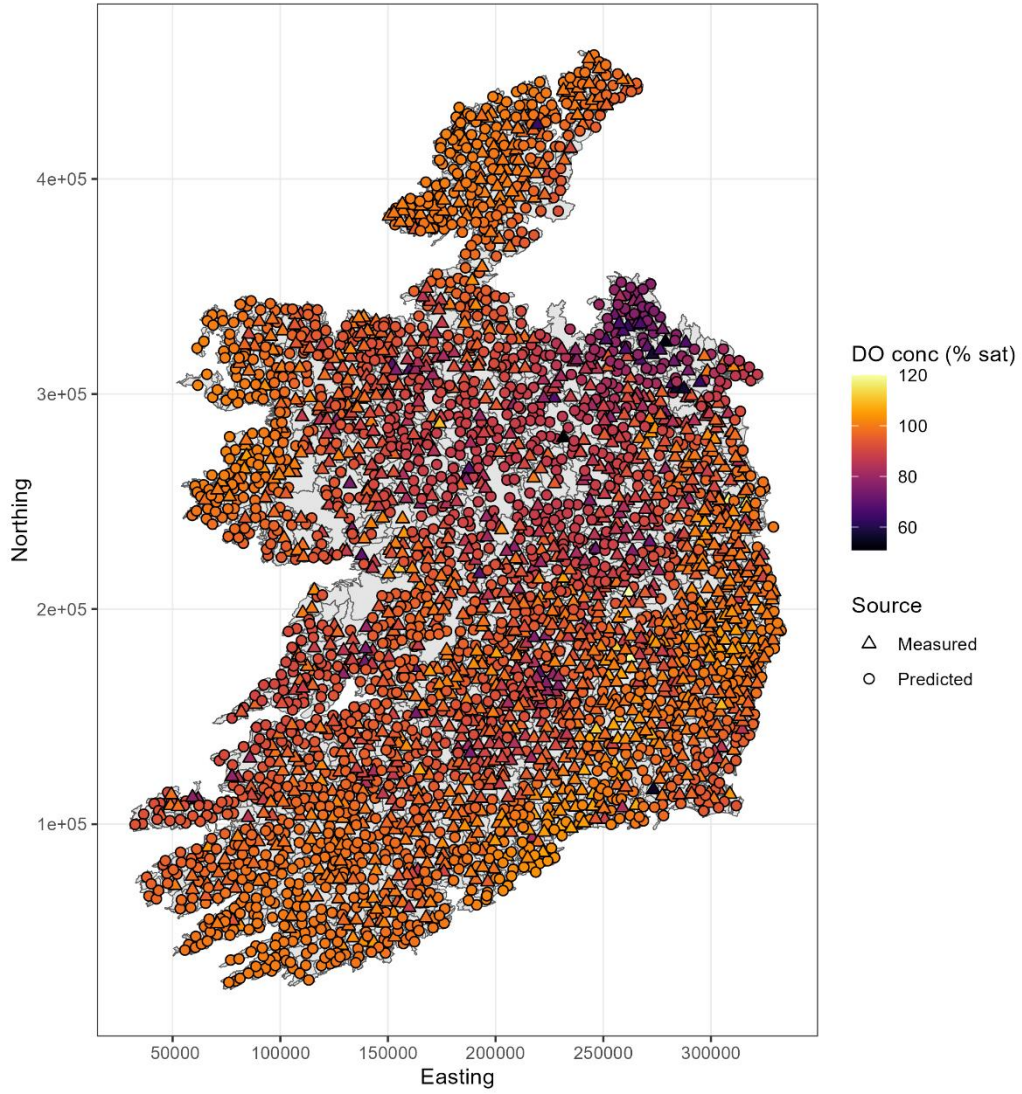 4e+05
3e+05
2e+05
1e+05
Northing
50000 100000 150000 200000 250000 300000
Easting
DO conc (% sat)
120
100
80
60
Source
Measured
Predicted